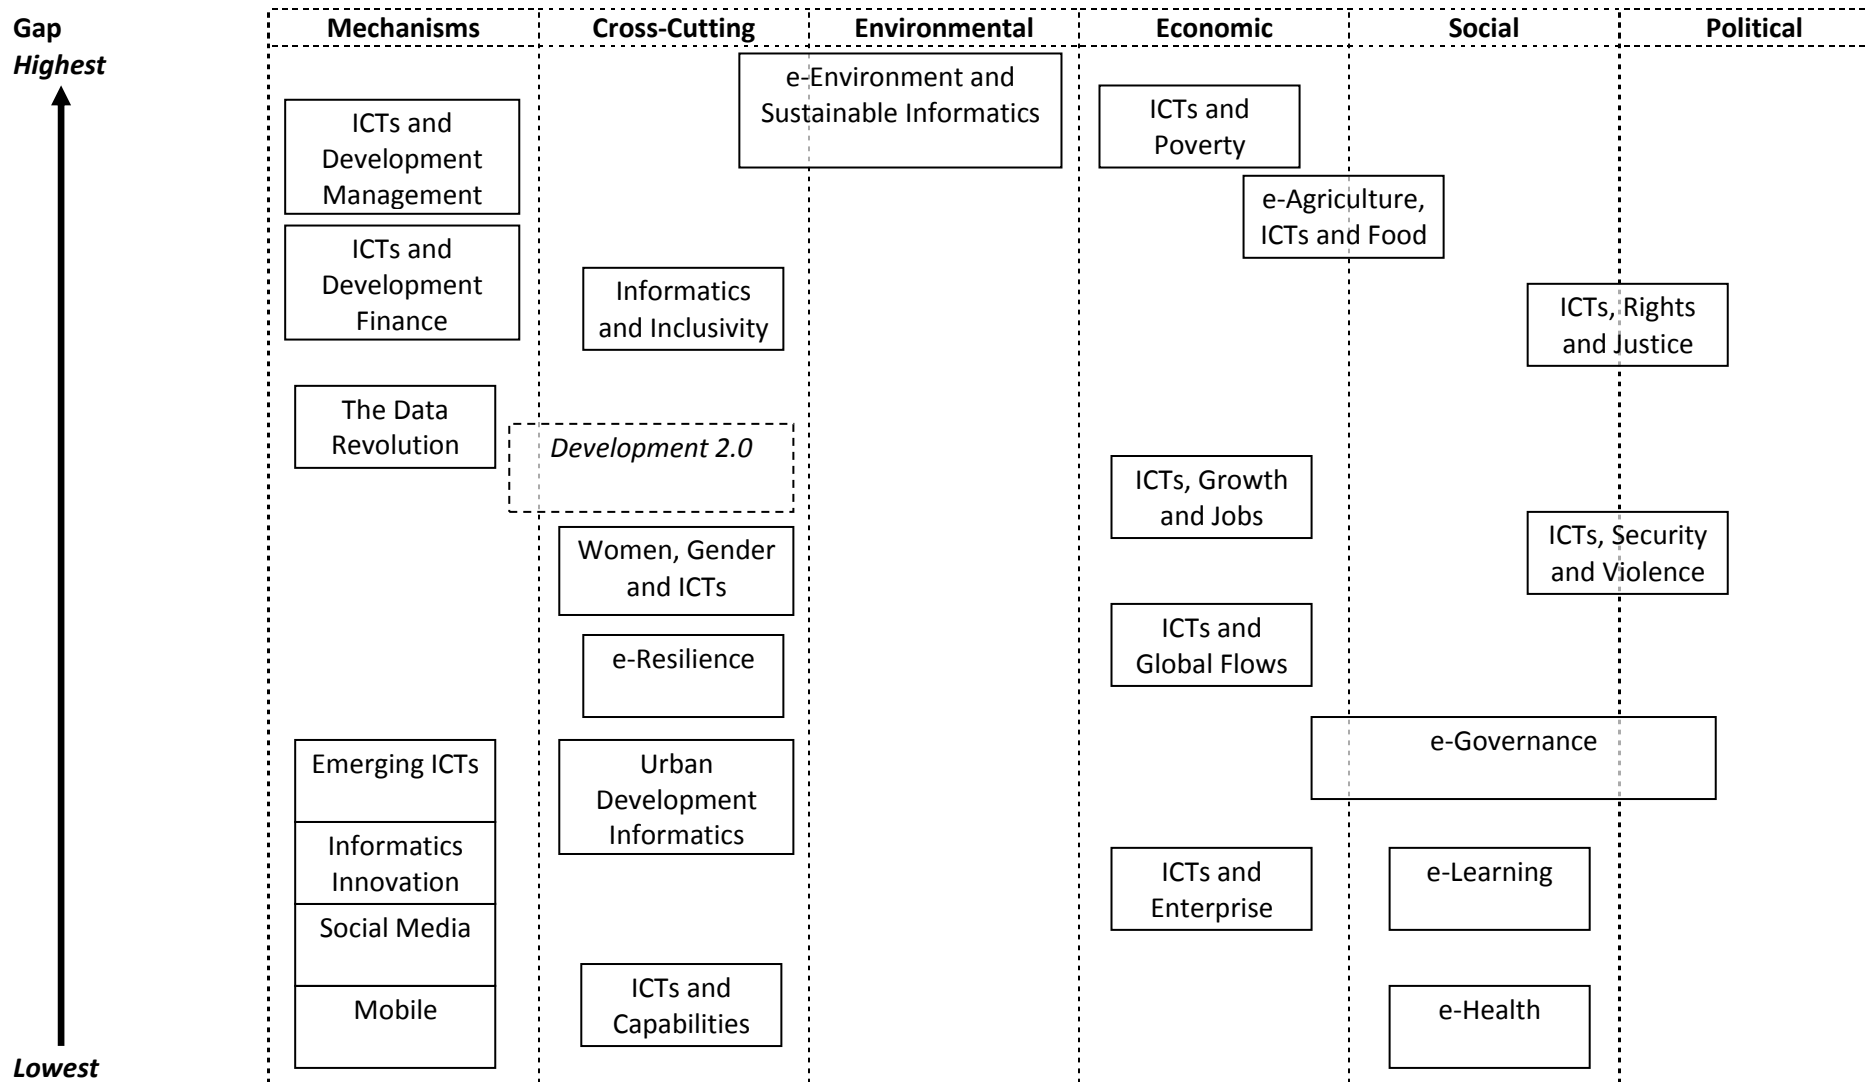 Gap
Highest
Mechanisms
Cross-Cutting
Environmental
Economic
Social
Political
e-Environment and
Sustainable Informatics
ICTs and
Poverty
ICTs and
Development
Management
e-Agriculture,
ICTs and Food
ICTs and
Development
Finance
Informatics
and Inclusivity
ICTs, Rights
and Justice
The Data
Revolution
Development 2.0
ICTs, Growth
and Jobs
ICTs, Security
and Violence
Women, Gender
and ICTs
ICTs and
Global Flows
e-Resilience
e-Governance
Emerging ICTs
Urban
Development
Informatics
Informatics
Innovation
ICTs and
Enterprise
e-Learning
Social Media
ICTs and
Capabilities
Mobile
e-Health
Lowest